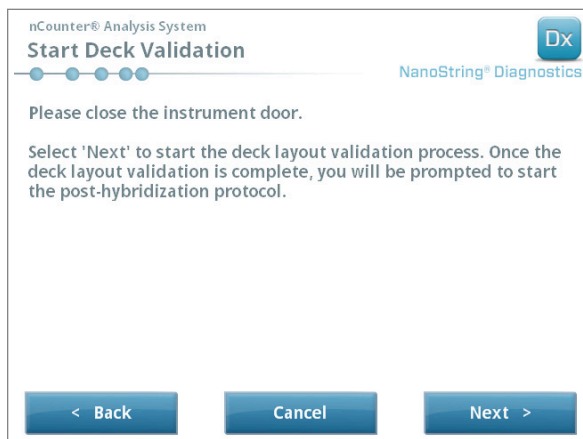 nCounter® Analysis System
Start Deck Validation
Dx
NanoString® Diagnostics
Please close the instrument door.
Select 'Next' to start the deck layout validation process. Once the
deck layout validation is complete, you will be prompted to start
the post-hybridization protocol.
< Back
Cancel
Next >